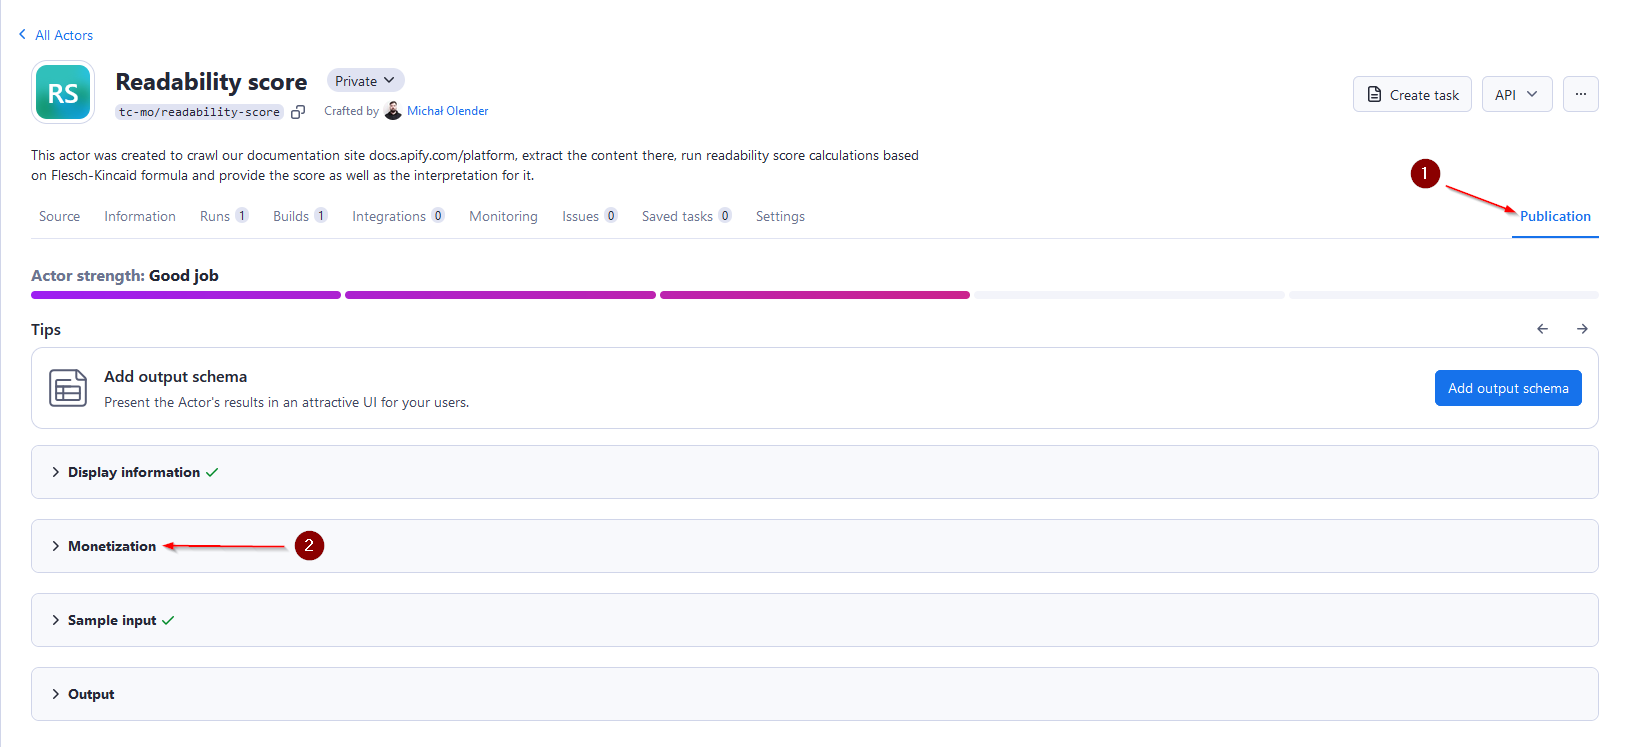 All Actors
RS
Readability score
Private
tc-mo/readability-score
Crafted by Michał Olender
Create task
API
...
This actor was created to crawl our documentation site docs.apify.com/platform, extract the content there, run readability score calculations based
on Flesch-Kincaid formula and provide the score as well as the interpretation for it.
1
Source Information Runs 1 Builds 1 Integrations 0 Monitoring Issues 0 Saved tasks 0 Settings Publication
Actor strength: Good job
Tips
Add output schema
Present the Actor's results in an attractive UI for your users.
Add output schema
Display information
Monetization
2
Sample input
Output